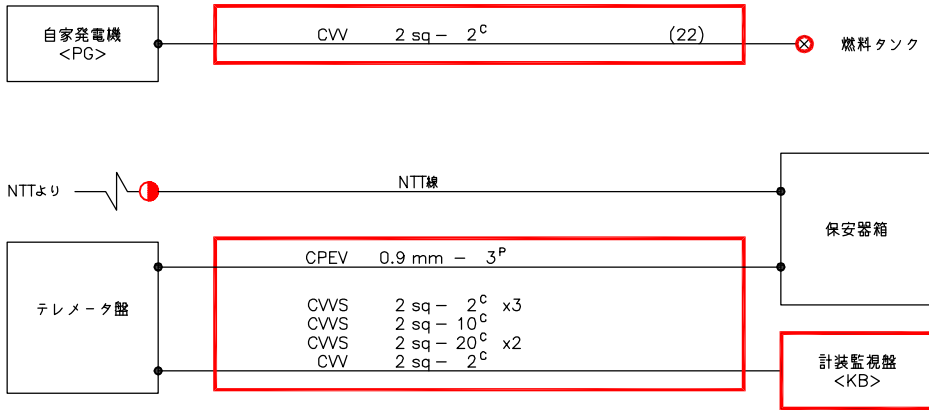 自家発電機
<PG>
CVV 2 sq － 2ᶜ (22)
燃料タンク
NTTより
NTT線
保安器箱
テレメータ盤
CPEV 0.9 mm － 3ᴾ
CVVS 2 sq － 2ᶜ x3
CVVS 2 sq － 10ᶜ
CVVS 2 sq － 20ᶜ x2
CVV 2 sq － 2ᶜ
計装監視盤
<KB>